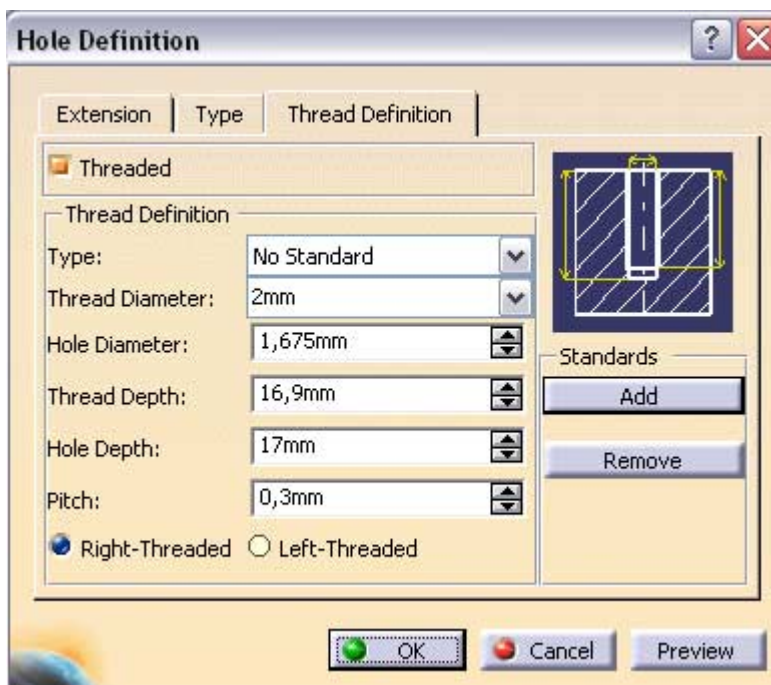 Hole Definition
?
Extension
Type
Thread Definition
Threaded
Thread Definition
Type:
No Standard
Thread Diameter:
2mm
Hole Diameter:
1,675mm
Thread Depth:
16,9mm
Hole Depth:
17mm
Pitch:
0,3mm
Right-Threaded
Left-Threaded
Standards
Add
Remove
OK
Cancel
Preview